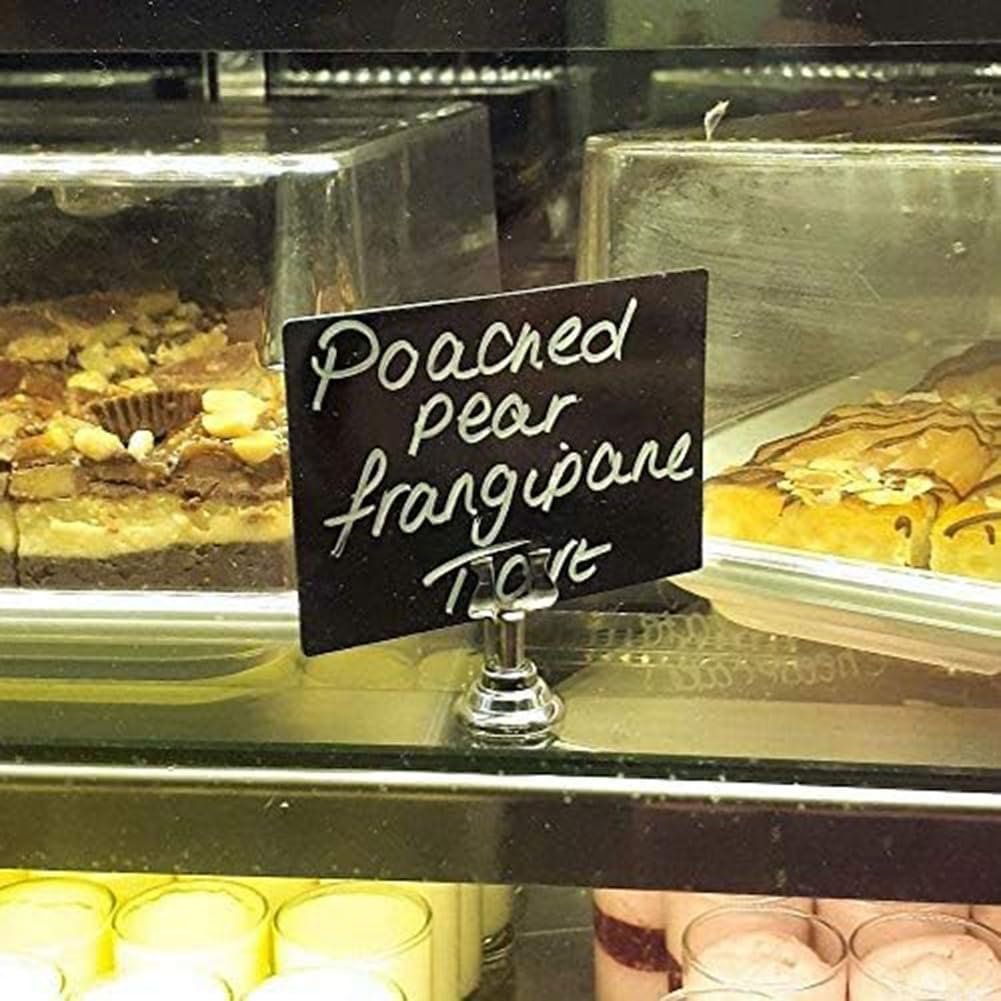 Poached
pear
frangipane
Tart